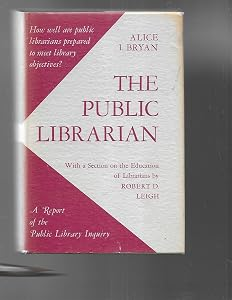 How well are public
librarians prepared
to meet library
objectives?
ALICE
I. BRYAN
THE
PUBLIC
LIBRARIAN
With a Section on the Education
of Librarians by
ROBERT D.
LEIGH
A Report
of the
Public Library Inquiry